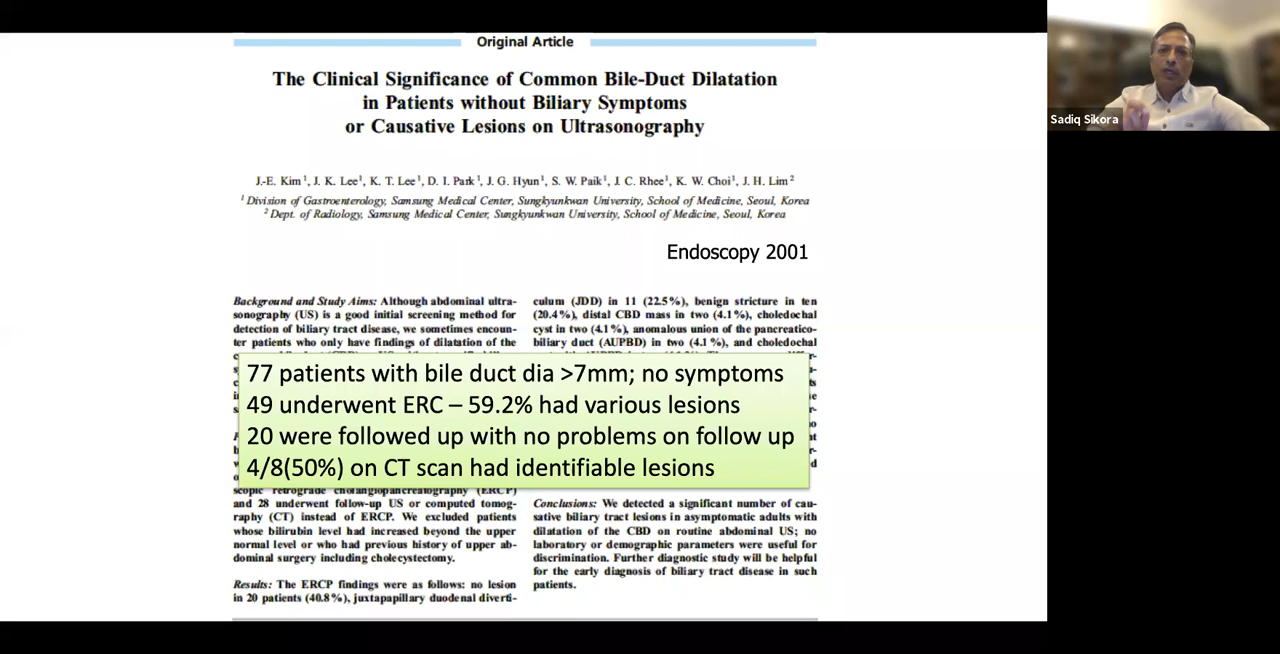 Original Article
The Clinical Significance of Common Bile-Duct Dilatation
in Patients without Biliary Symptoms
or Causative Lesions on Ultrasonography
J.-E. Kim¹, J. K. Lee¹, K. T. Lee¹, D. I. Park¹, J. G. Hyun¹, S. W. Paik¹, J. C. Rhee¹, K. W. Choi¹, J. H. Lim²
¹ Division of Gastroenterology, Samsung Medical Center, Sungkyunkwan University, School of Medicine, Seoul, Korea
² Dept. of Radiology, Samsung Medical Center, Sungkyunkwan University, School of Medicine, Seoul, Korea
Endoscopy 2001
Background and Study Aims: Although abdominal ultra-
sonography (US) is a good initial screening method for
detection of biliary tract disease, we sometimes encoun-
ter patients who only have findings of dilatation of the
77 patients with bile duct dia >7mm; no symptoms
49 underwent ERC – 59.2% had various lesions
20 were followed up with no problems on follow up
4/8(50%) on CT scan had identifiable lesions
scopic retrograde cholangiopancreatography (ERCP)
and 28 underwent follow-up US or computed tomog-
raphy (CT) instead of ERCP. We excluded patients
whose bilirubin level had increased beyond the upper
normal level or who had previous history of upper ab-
dominal surgery including cholecystectomy.
Results: The ERCP findings were as follows: no lesion
in 20 patients (40.8%), juxtapapillary duodenal diverti-
culum (JDD) in 11 (22.5%), benign stricture in ten
(20.4%), distal CBD mass in two (4.1%), choledochal
cyst in two (4.1%), anomalous union of the pancreatico-
biliary duct (AUPBD) in two (4.1%), and choledochal
Conclusions: We detected a significant number of cau-
sative biliary tract lesions in asymptomatic adults with
dilatation of the CBD on routine abdominal US; no
laboratory or demographic parameters were useful for
discrimination. Further diagnostic study will be helpful
for the early diagnosis of biliary tract disease in such
patients.
Sadiq Sikora